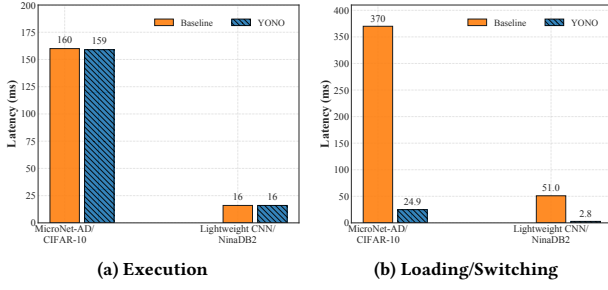 200
175
150
125
100
75
50
25
0
Latency (ms)
Baseline YONO
160 159
16 16
MicroNet-AD/
CIFAR-10
Lightweight CNN/
NinaDB2
(a) Execution
400
350
300
250
200
150
100
50
0
Latency (ms)
Baseline YONO
370
24.9
51.0
2.8
MicroNet-AD/
CIFAR-10
Lightweight CNN/
NinaDB2
(b) Loading/Switching